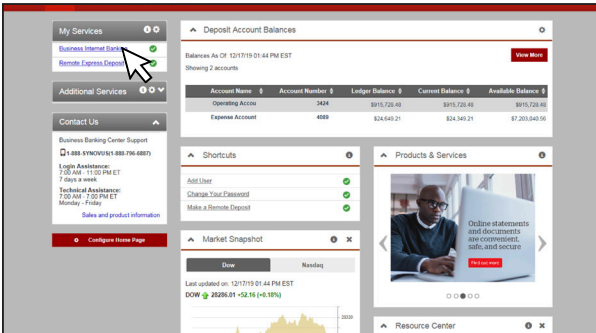 My Services
Business Internet Banking
Remote Express Deposit
Additional Services
Contact Us
Business Banking Center Support
1-888-SYNOVUS(1-888-796-6887)
Login Assistance:
7:00 AM - 11:00 PM ET
7 days a week
Technical Assistance:
7:00 AM - 7:00 PM ET
Monday - Friday
Sales and product information
Configure Home Page
Deposit Account Balances
Balances As Of: 12/17/19 01:44 PM EST
View More
Showing 2 accounts
Account Name Account Number Ledger Balance Current Balance Available Balance
Operating Accou 3424 $915,728.48 $915,728.48 $915,728.48
Expense Account 4089 $24,649.21 $24,349.21 $7,203,040.56
Shortcuts
Add User
Change Your Password
Make a Remote Deposit
Market Snapshot
Dow Nasdaq
Last updated on: 12/17/19 01:44 PM EST
DOW 28286.01 +52.16 (+0.18%)
Products & Services
Online statements
and documents
are convenient,
safe, and secure
Find out more
Resource Center